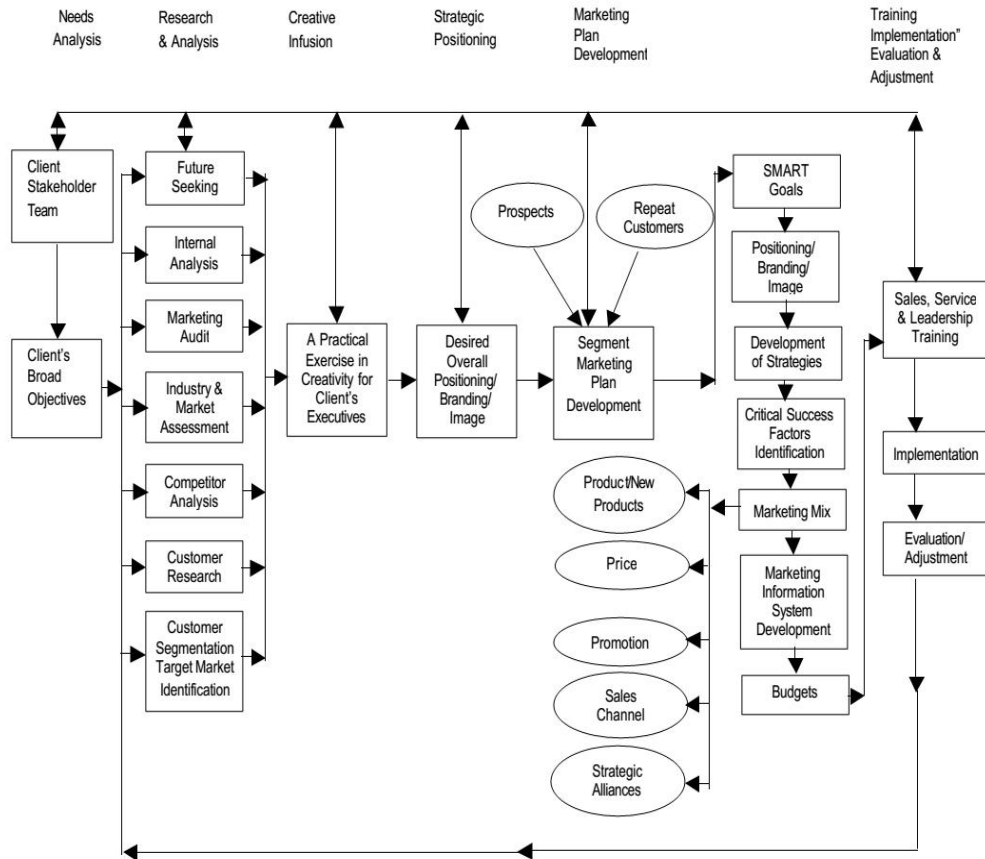 Needs
Analysis
Research
& Analysis
Creative
Infusion
Strategic
Positioning
Marketing
Plan
Development
Training
Implementation”
Evaluation &
Adjustment
Client
Stakeholder
Team
Client's
Broad
Objectives
Future
Seeking
Internal
Analysis
Marketing
Audit
Industry &
Market
Assessment
Competitor
Analysis
Customer
Research
Customer
Segmentation
Target Market
Identification
A Practical
Exercise in
Creativity for
Client's
Executives
Desired
Overall
Positioning/
Branding/
Image
Prospects
Repeat
Customers
Segment
Marketing
Plan
Development
SMART
Goals
Positioning/
Branding/
Image
Development
of Strategies
Critical Success
Factors
Identification
Marketing Mix
Product/New
Products
Price
Promotion
Sales
Channel
Strategic
Alliances
Marketing
Information
System
Development
Budgets
Sales, Service
& Leadership
Training
Implementation
Evaluation/
Adjustment